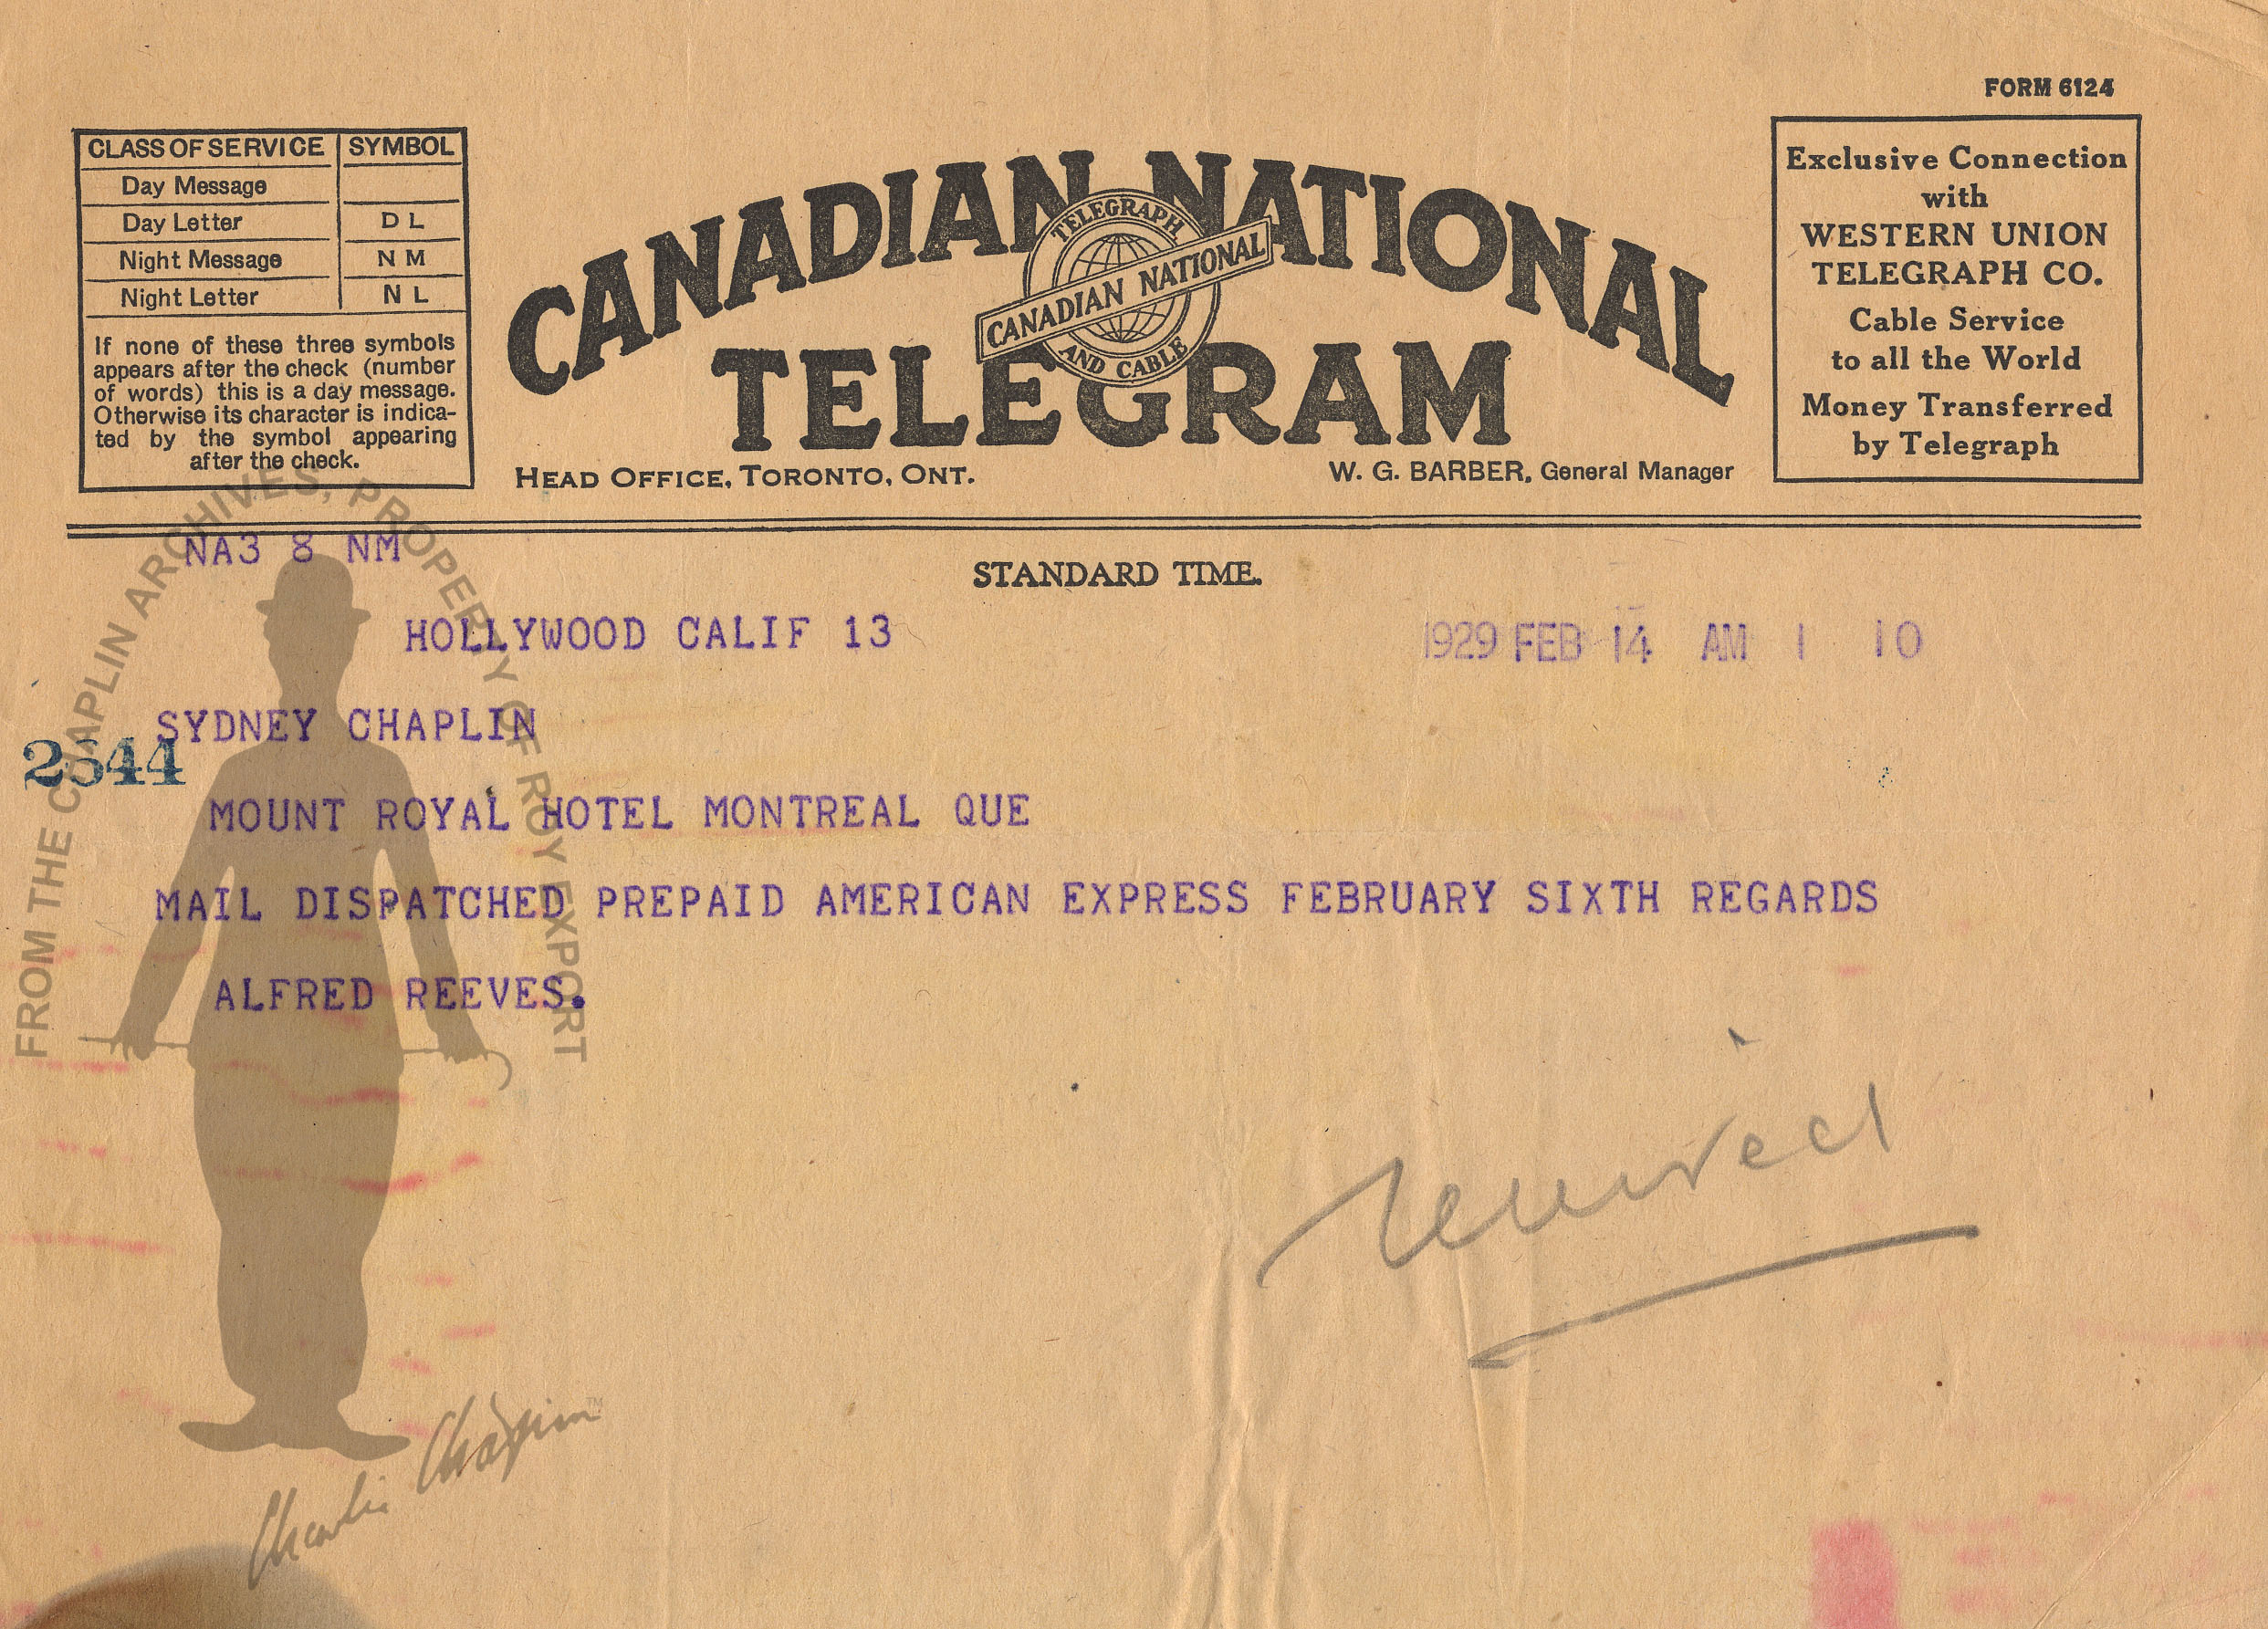 FORM 6124
CLASS OF SERVICE SYMBOL
Day Message
Day Letter D L
Night Message N M
Night Letter N L
If none of these three symbols
appears after the check (number
of words) this is a day message.
Otherwise its character is indica-
ted by the symbol appearing
after the check.
CANADIAN NATIONAL
TELEGRAM
TELEGRAPH
CANADIAN NATIONAL
AND CABLE
HEAD OFFICE, TORONTO, ONT.
W. G. BARBER, General Manager
Exclusive Connection
with
WESTERN UNION
TELEGRAPH CO.
Cable Service
to all the World
Money Transferred
by Telegraph
NA3 8 NM
STANDARD TIME.
HOLLYWOOD CALIF 13
1929 FEB 14 AM 1 10
SYDNEY CHAPLIN
2644
MOUNT ROYAL HOTEL MONTREAL QUE
MAIL DISPATCHED PREPAID AMERICAN EXPRESS FEBRUARY SIXTH REGARDS
ALFRED REEVES.
FROM THE CHAPLIN ARCHIVES, PROPERTY OF ROY EXPORT
Charlie Chaplin TM